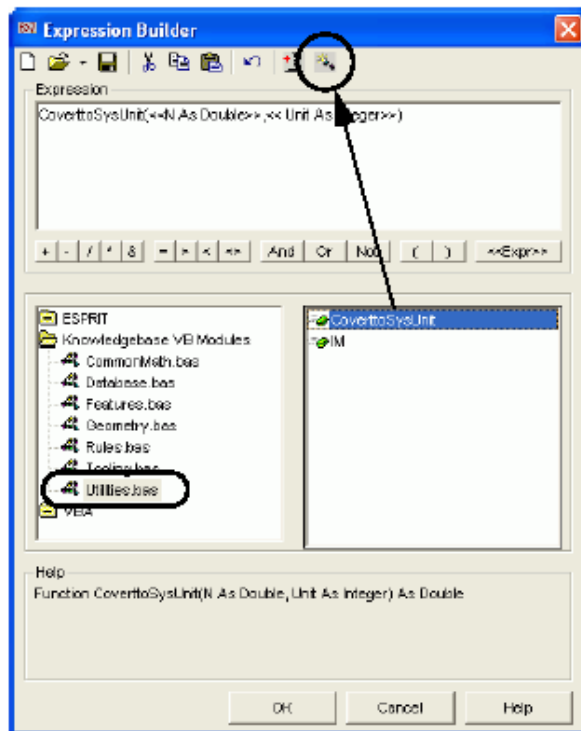 Expression Builder
Expression
CoverttoSysUnit(<<N As Double>>,<< Unit As Integer>>)
+ - / * & = > < <> And Or Not ( ) <<Expr>>
ESPRIT
Knowledgebase VB Modules
CommonMath.bas
Database.bas
Features.bas
Geometry.bas
Rules.bas
Tooling.bas
Utilities.bas
VBA
CoverttoSysUnit
IM
Help
Function CoverttoSysUnit(N As Double, Unit As Integer) As Double
OK Cancel Help